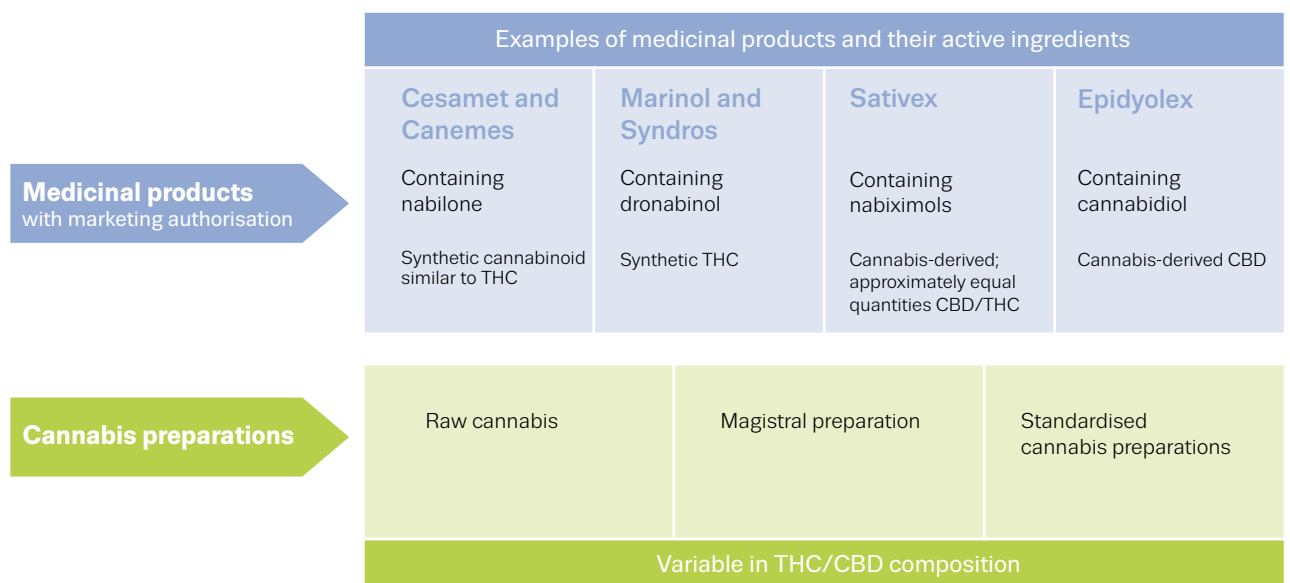 Examples of medicinal products and their active ingredients
Medicinal products
with marketing authorisation
Cesamet and
Canemes
Containing
nabilone
Synthetic cannabinoid
similar to THC
Marinol and
Syndros
Containing
dronabinol
Synthetic THC
Sativex
Containing
nabiximols
Cannabis-derived;
approximately equal
quantities CBD/THC
Epidyolex
Containing
cannabidiol
Cannabis-derived CBD
Cannabis preparations
Raw cannabis
Magistral preparation
Standardised
cannabis preparations
Variable in THC/CBD composition